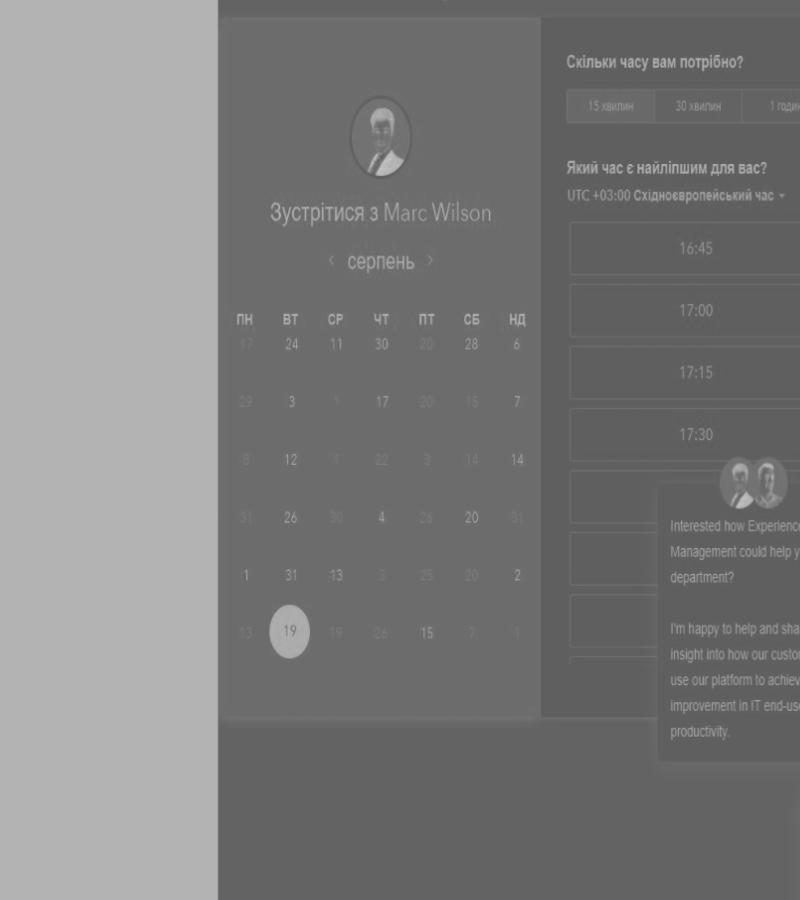 Зустрітися з Marc Wilson
‹ серпень ›
ПН ВТ СР ЧТ ПТ СБ НД
17 24 11 30 20 28 6
29 3 1 17 20 15 7
8 12 4 22 3 14 14
31 26 30 4 26 20 31
1 31 13 3 25 20 2
13 19 19 26 15 7 1
Скільки часу вам потрібно?
15 хвилин 30 хвилин 1 годин
Який час є найліпшим для вас?
UTC +03:00 Східноєвропейський час
16:45
17:00
17:15
17:30
Interested how Experience
Management could help y
department?
I'm happy to help and sha
insight into how our custo
use our platform to achiev
improvement in IT end-use
productivity.